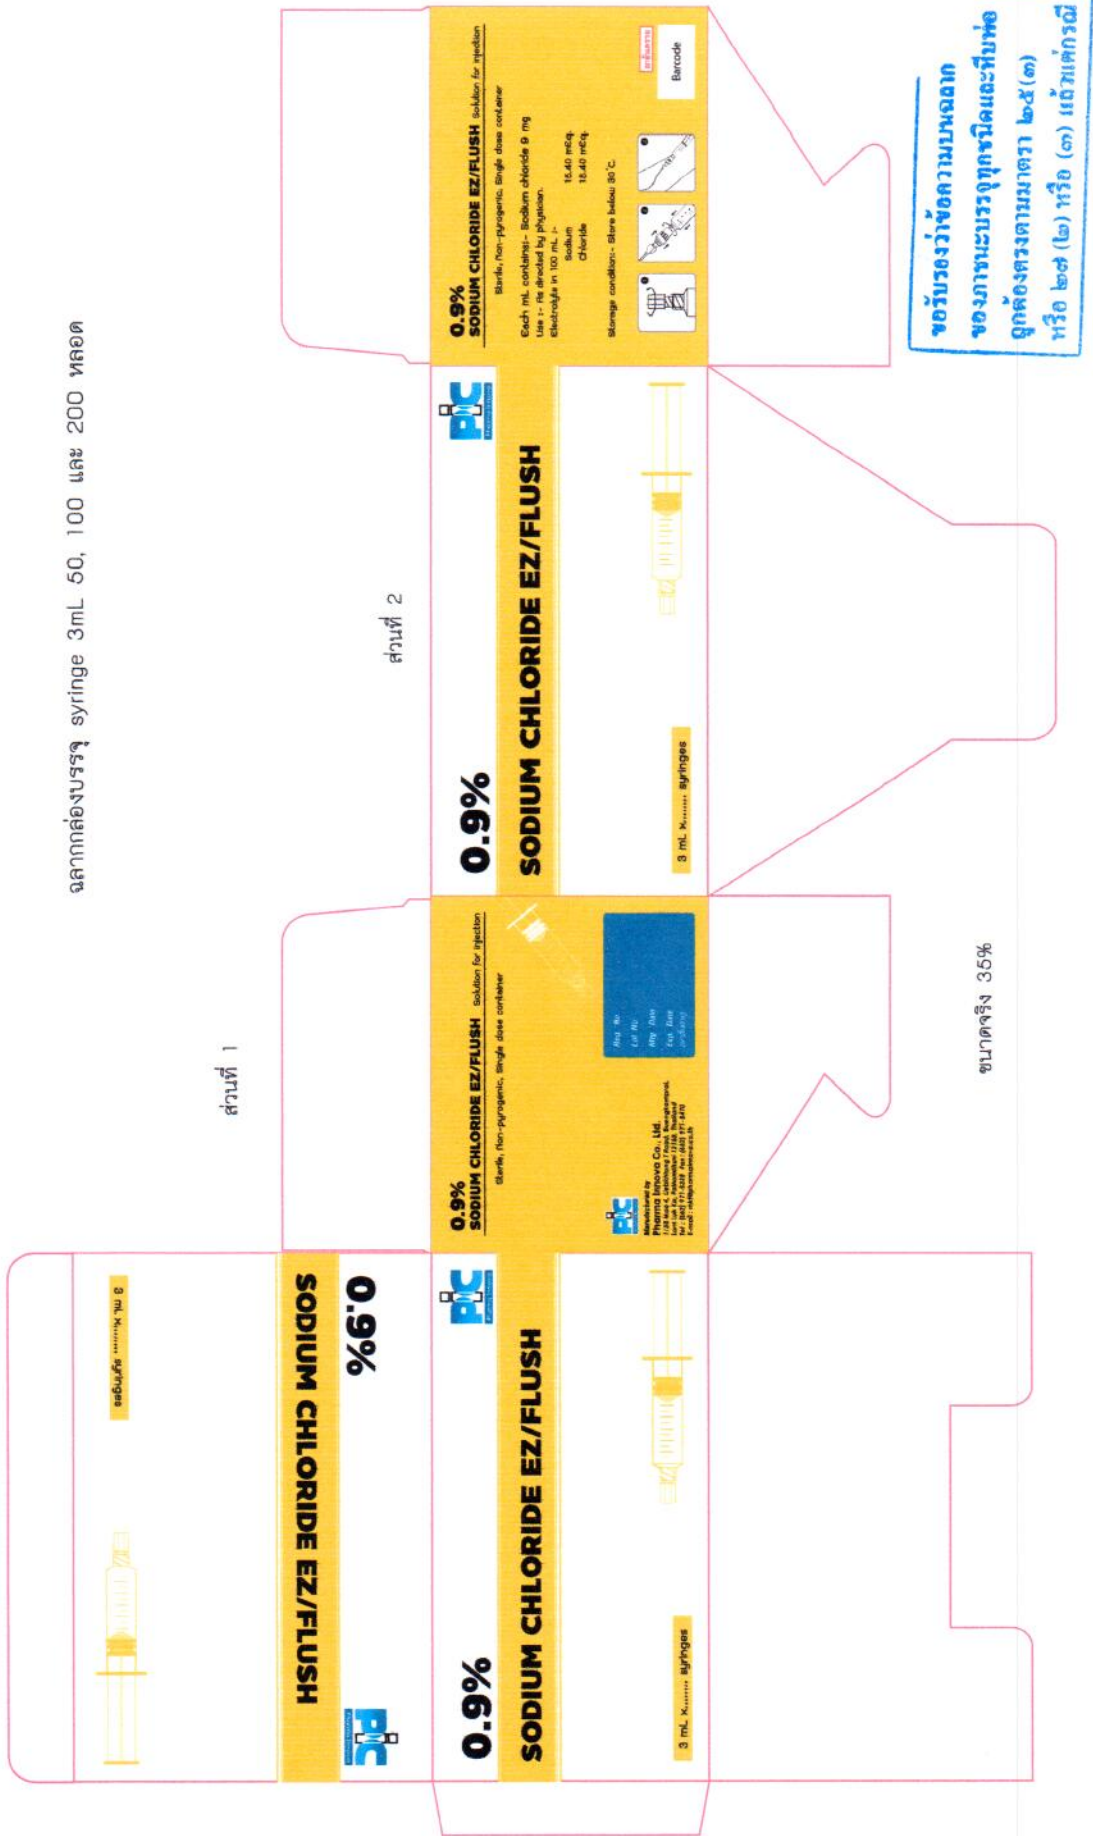 ฉลากกล่องบรรจุ syringe 3mL 50, 100 และ 200 หลอด
ส่วนที่ 1
ส่วนที่ 2
3 mL x......... syringes
SODIUM CHLORIDE EZ/FLUSH
0.9%
PIC
0.9%
PIC
SODIUM CHLORIDE EZ/FLUSH
3 mL x......... syringes
0.9%
SODIUM CHLORIDE EZ/FLUSH Solution for injection
Sterile, Non-pyrogenic, Single dose container
Reg. No.
Lot No.
Mfg. Date
Exp. Date
PIC
Manufactured by
Pharma Innova Co., Ltd.
0.9%
PIC
SODIUM CHLORIDE EZ/FLUSH
3 mL x......... syringes
0.9%
SODIUM CHLORIDE EZ/FLUSH Solution for injection
Sterile, Non-pyrogenic, Single dose container
Each mL contains:- Sodium chloride 9 mg
Use :- As directed by physician.
Electrolyte in 100 mL :-
Sodium 15.40 mEq.
Chloride 15.40 mEq.
Storage condition:- Store below 30°C.
ยาอันตราย
Barcode
ขนาดจริง 35%
ขอรับรองว่าข้อความบนฉลาก
ของภาชนะบรรจุทุกชนิดและหีบห่อ
ถูกต้องตรงตามมาตรา ๒๕(๓)
หรือ ๒๗(๒) หรือ (๓) แล้วแต่กรณี